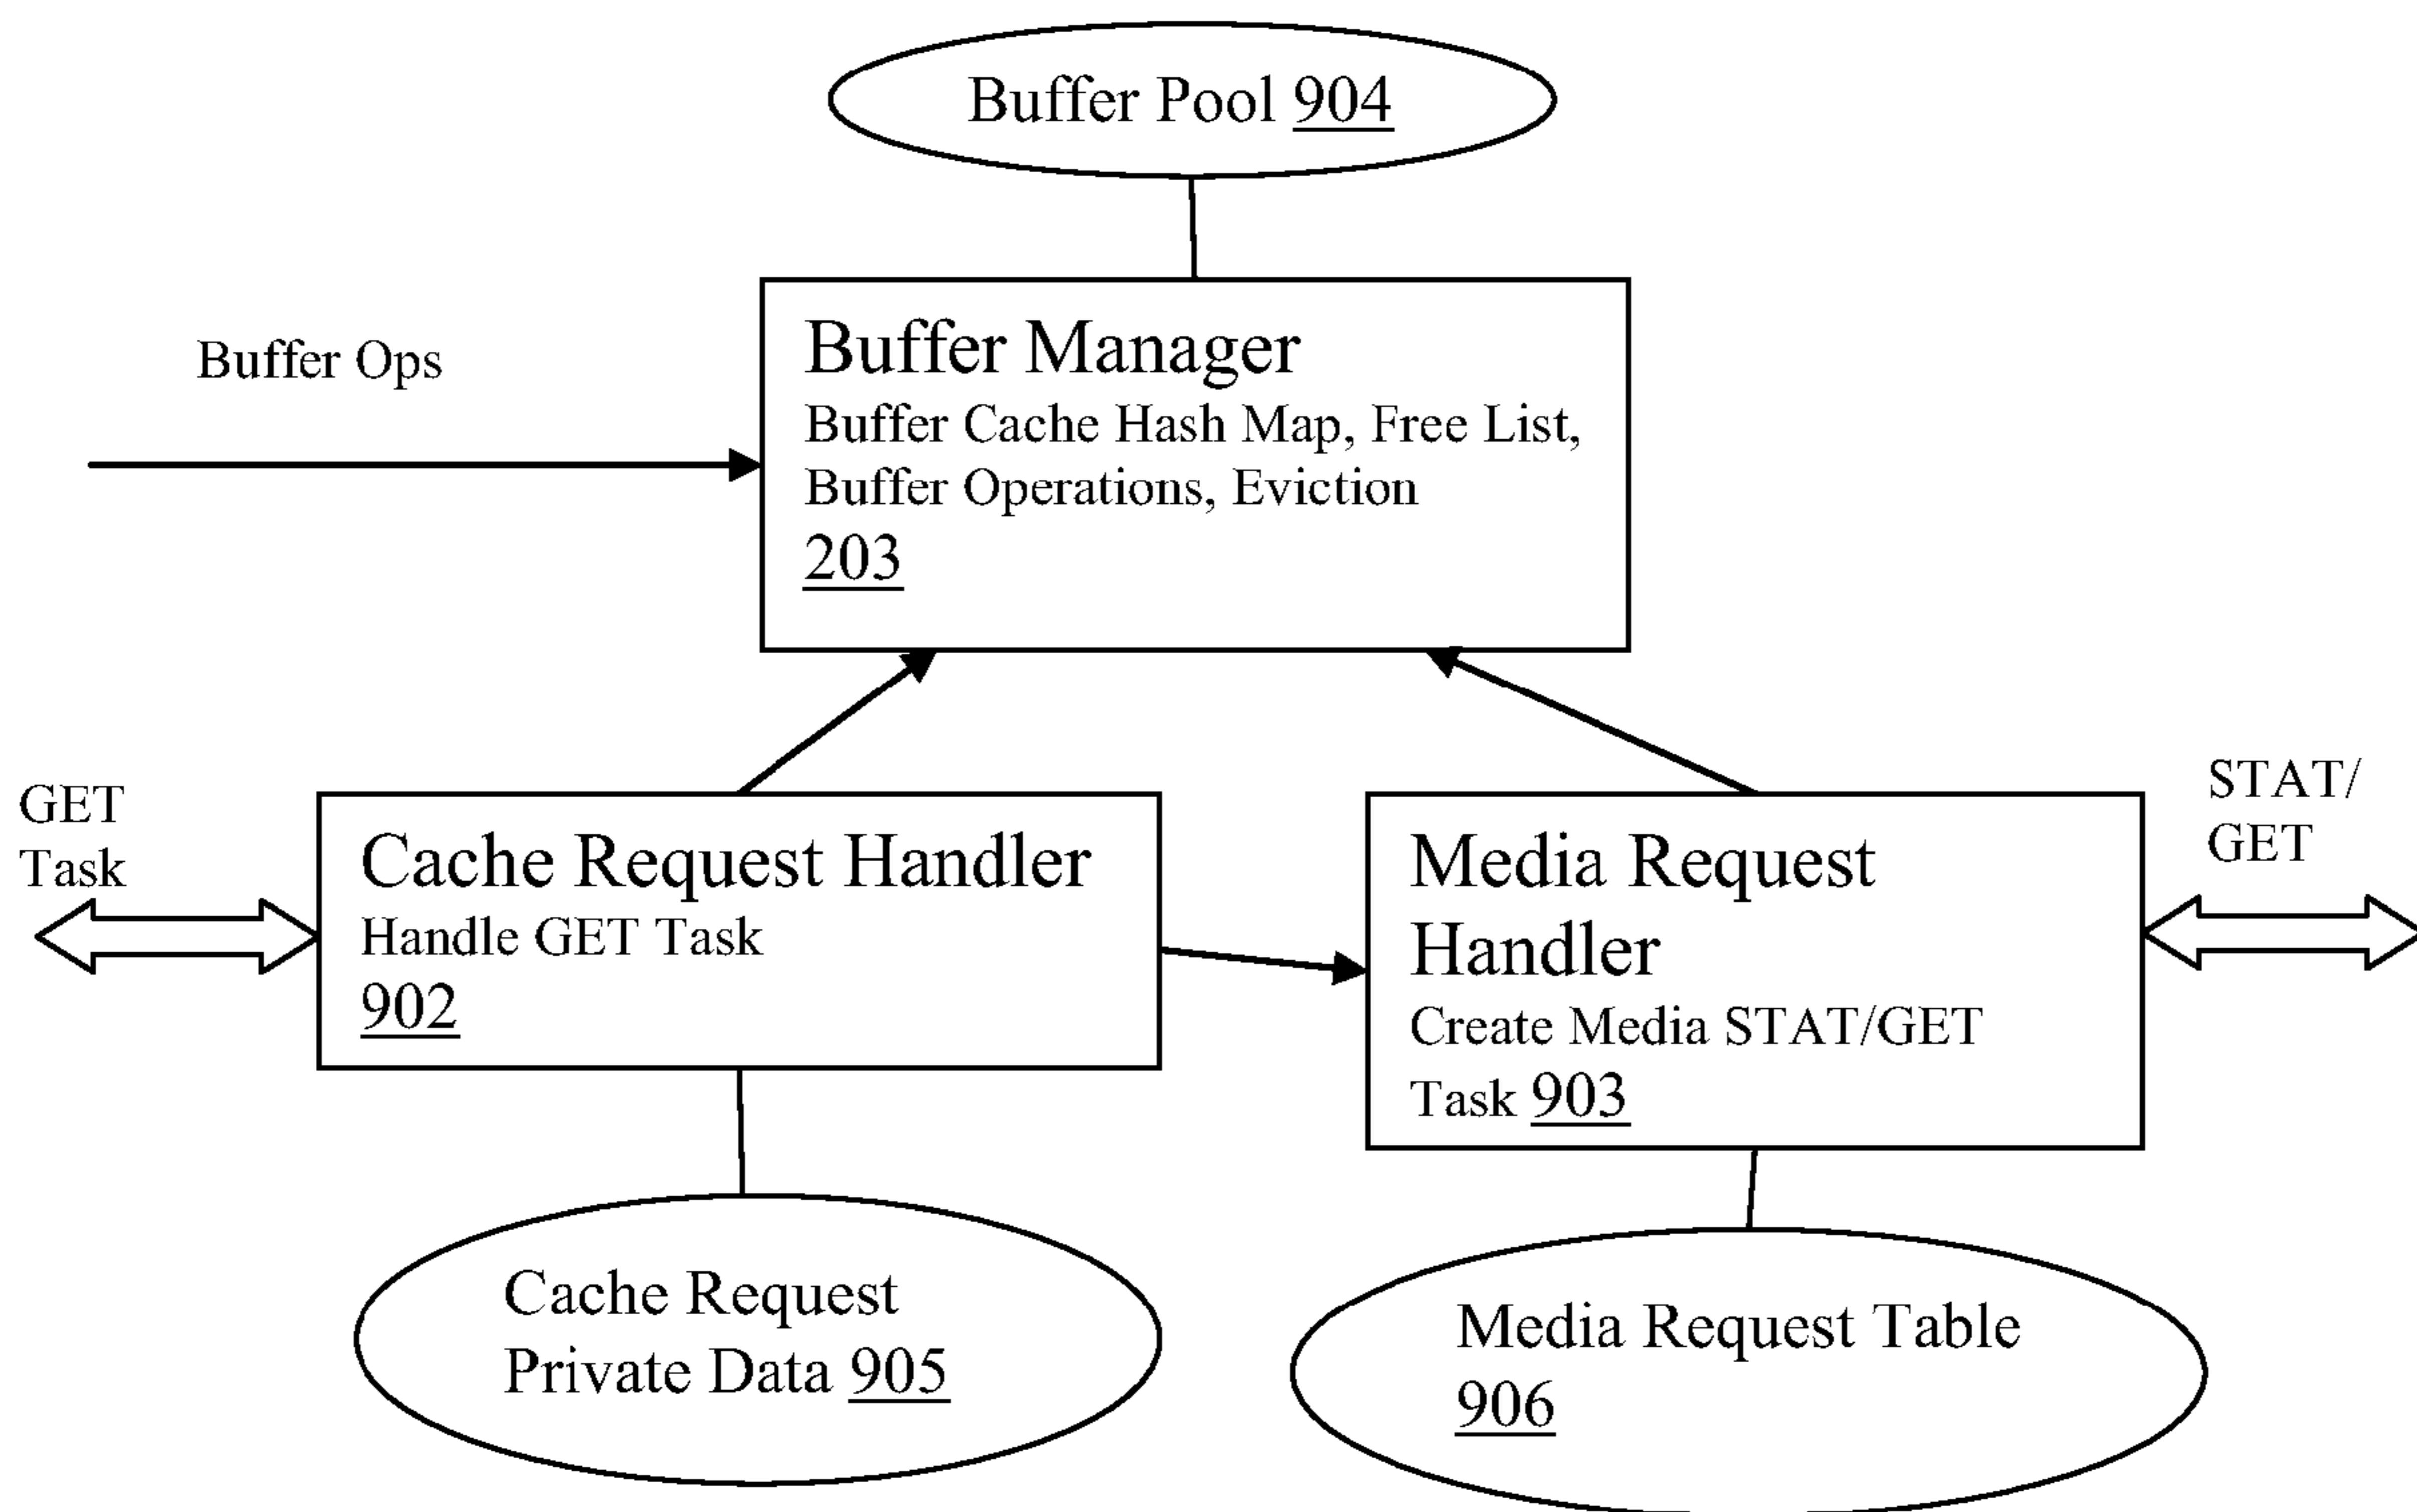 Buffer Pool 904
Buffer Ops
Buffer Manager
Buffer Cache Hash Map, Free List,
Buffer Operations, Eviction
203
GET
Task
Cache Request Handler
Handle GET Task
902
Media Request
Handler
Create Media STAT/GET
Task 903
STAT/
GET
Cache Request
Private Data 905
Media Request Table
906